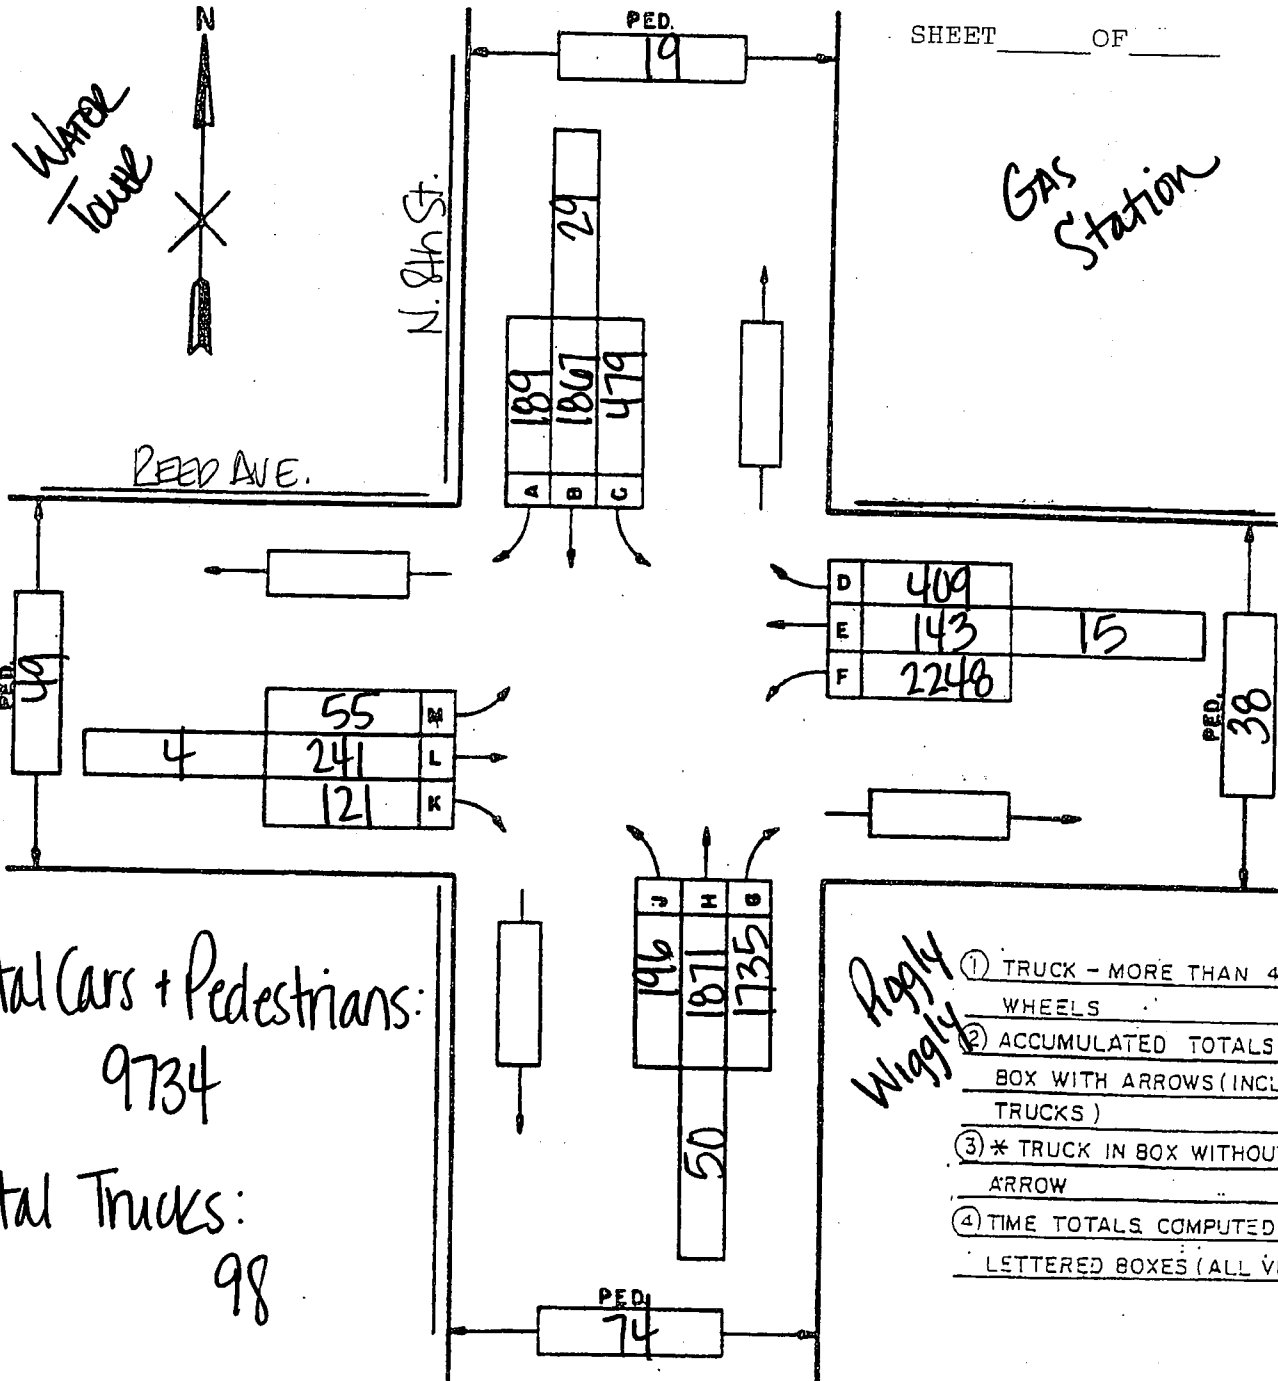 N
PED.
19
SHEET OF
WATER
Gas
Station
N. 8th St.
29
189
1867
479
REED AVE.
A
B
C
D 409
E 143 15
F 2248
PED.
49
PED.
38
55 M
4 241 L
121 K
J
H
G
196
1871
1735
50
Piggly
Wiggly
tal Cars + Pedestrians:
9734
tal Trucks:
98
① TRUCK - MORE THAN 4
WHEELS
② ACCUMULATED TOTALS
BOX WITH ARROWS (INCL
TRUCKS)
③ * TRUCK IN BOX WITHOUT
ARROW
④ TIME TOTALS COMPUTED
LETTERED BOXES (ALL VE
PED.
74